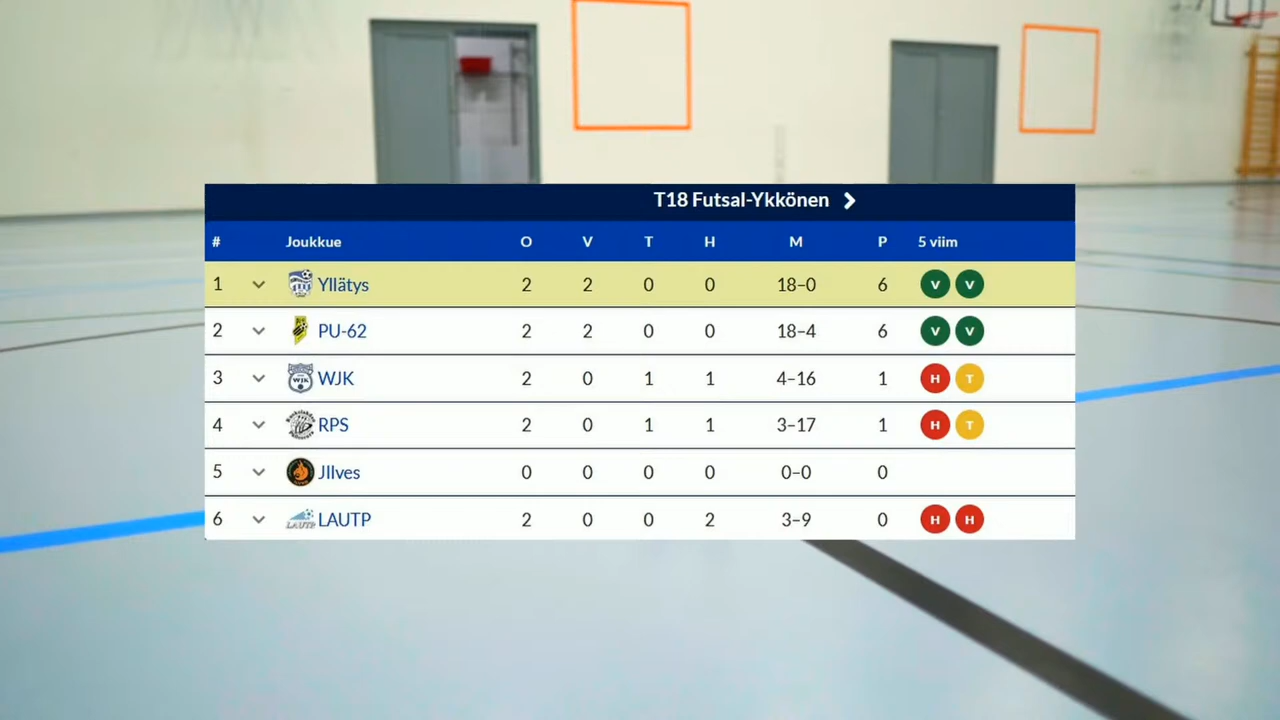 T18 Futsal-Ykkönen
# Joukkue O V T H M P 5 viim
1 Yllätys 2 2 0 0 18–0 6 V V
2 PU-62 2 2 0 0 18–4 6 V V
3 WJK WJK 2 0 1 1 4–16 1 H T
4 RPS 2 0 1 1 3–17 1 H T
5 JIlves 0 0 0 0 0–0 0
6 LAUTP LAUTP 2 0 0 2 3–9 0 H H